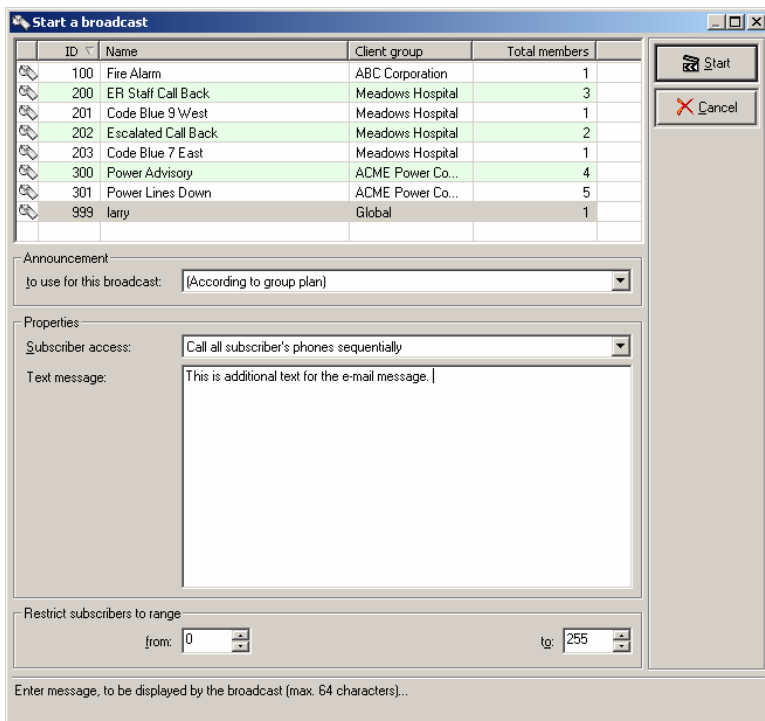 Start a broadcast
ID Name Client group Total members
100 Fire Alarm ABC Corporation 1
200 ER Staff Call Back Meadows Hospital 3
201 Code Blue 9 West Meadows Hospital 1
202 Escalated Call Back Meadows Hospital 2
203 Code Blue 7 East Meadows Hospital 1
300 Power Advisory ACME Power Co... 4
301 Power Lines Down ACME Power Co... 5
999 larry Global 1
Start
Cancel
Announcement
to use for this broadcast: (According to group plan)
Properties
Subscriber access: Call all subscriber's phones sequentially
Text message: This is additional text for the e-mail message.
Restrict subscribers to range
from: 0 to: 255
Enter message, to be displayed by the broadcast (max. 64 characters)...